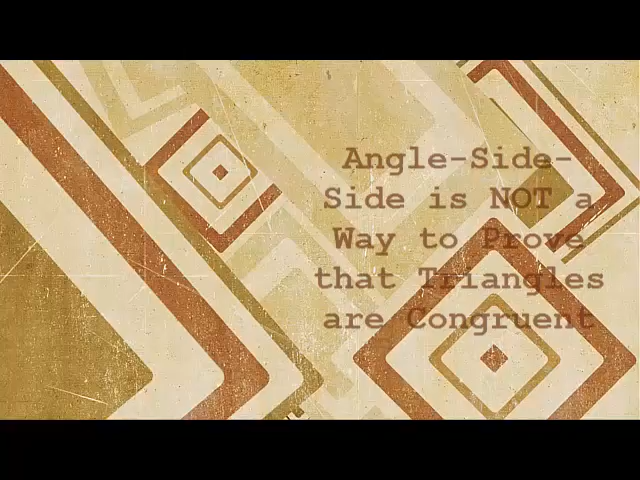 Angle-Side-
Side is NOT a
Way to Prove
that Triangles
are Congruent